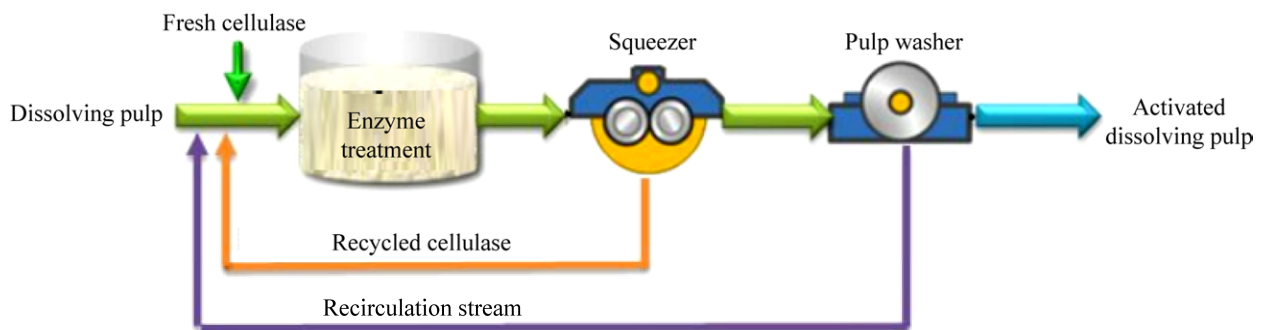 Fresh cellulase
Squeezer
Pulp washer
Dissolving pulp
Enzyme
treatment
Activated
dissolving pulp
Recycled cellulase
Recirculation stream